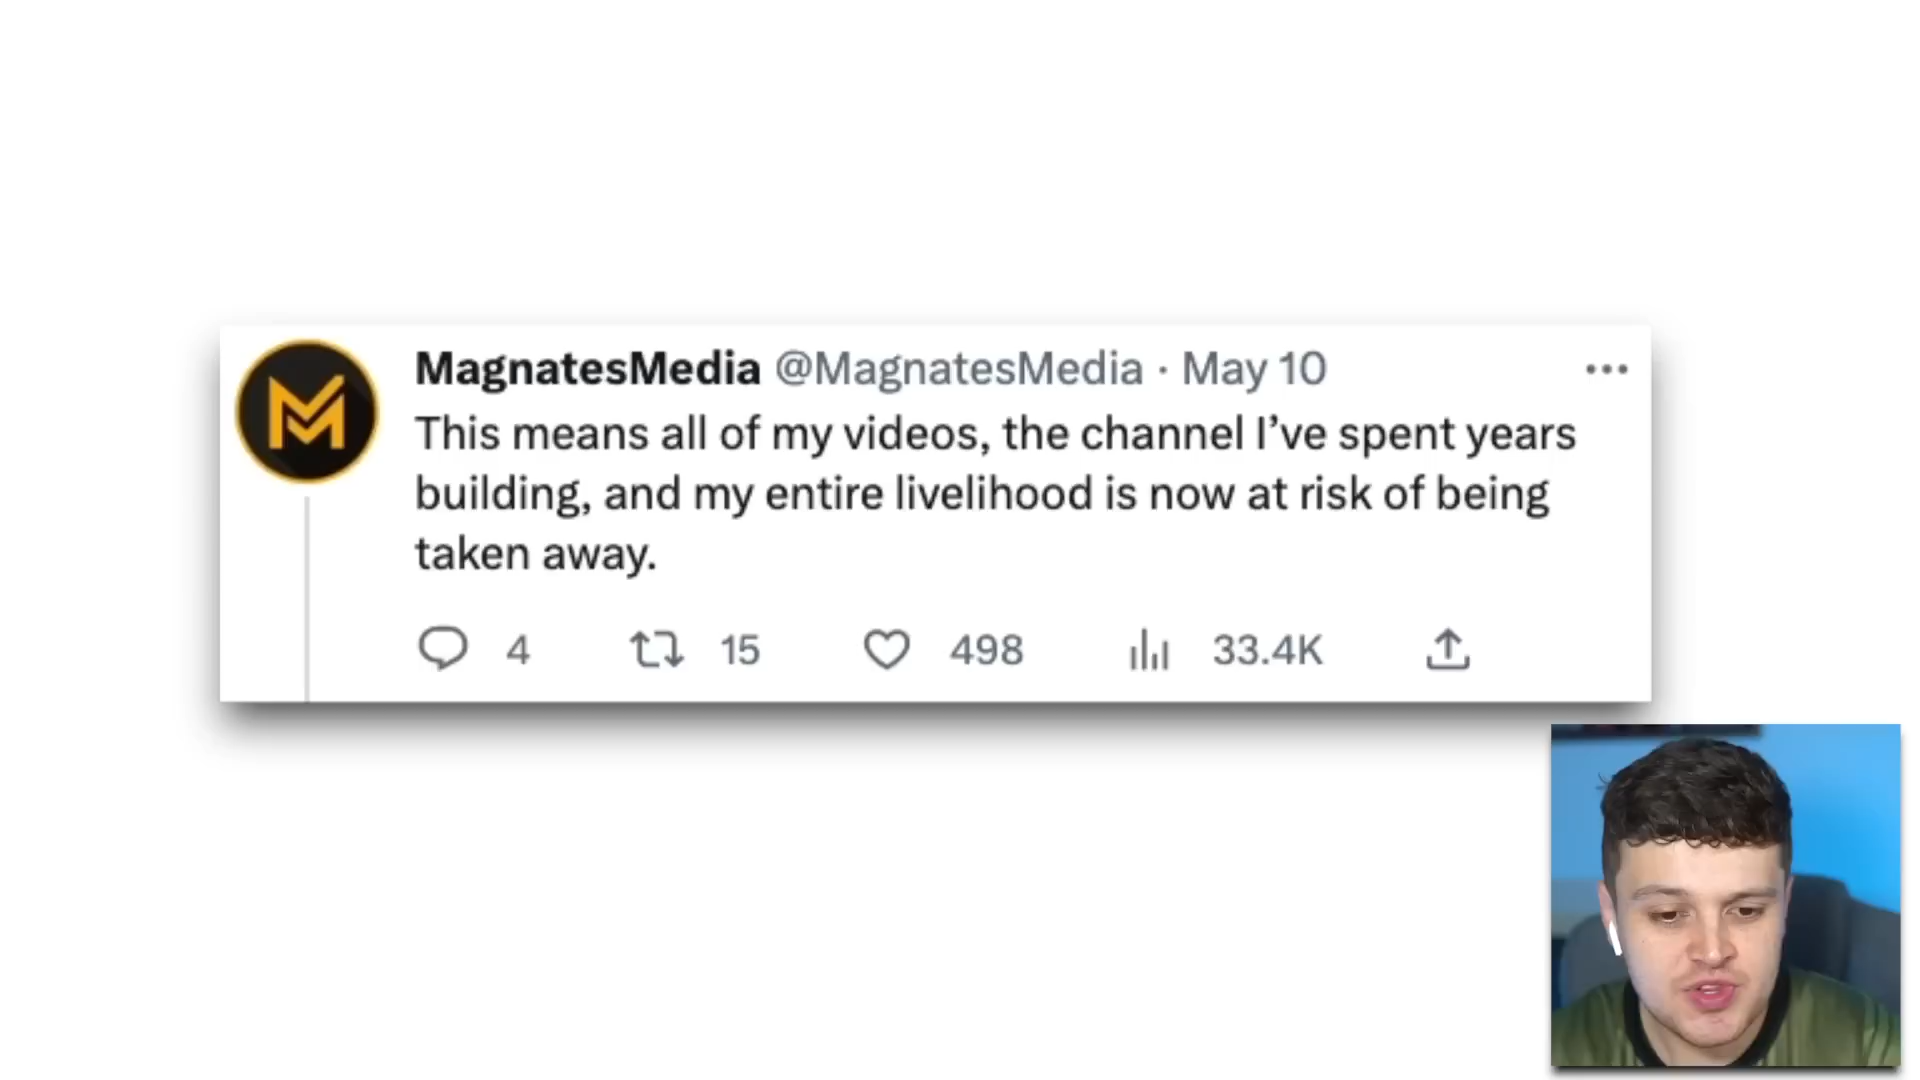 MagnatesMedia @MagnatesMedia · May 10
This means all of my videos, the channel I’ve spent years
building, and my entire livelihood is now at risk of being
taken away.
4 15 498 33.4K